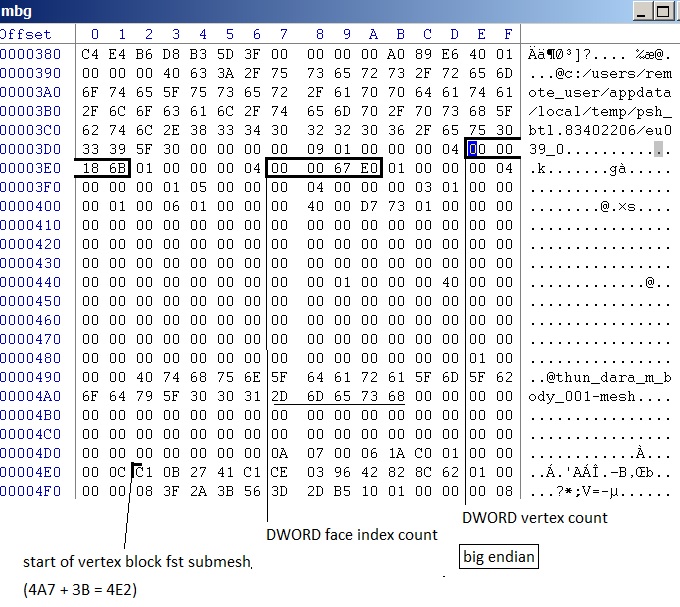 mbg
Offset 0 1 2 3 4 5 6 7 8 9 A B C D E F
0000380 C4 E4 B6 D8 B3 5D 3F 00 00 00 00 A0 89 E6 40 01 Ää¶Ø³]?.... ‰æ@.
0000390 00 00 00 40 63 3A 2F 75 73 65 72 73 2F 72 65 6D ...@c:/users/rem
00003A0 6F 74 65 5F 75 73 65 72 2F 61 70 70 64 61 74 61 ote_user/appdata
00003B0 2F 6C 6F 63 61 6C 2F 74 65 6D 70 2F 70 73 68 5F /local/temp/psh_
00003C0 62 74 6C 2E 38 33 34 30 32 32 30 36 2F 65 75 30 btl.83402206/eu0
00003D0 33 39 5F 30 00 00 00 00 09 01 00 00 00 04 00 00 39_0............
00003E0 18 6B 01 00 00 00 04 00 00 67 E0 01 00 00 00 04 .k.......gà.....
00003F0 00 00 00 01 05 00 00 00 04 00 00 00 03 01 00 00 ................
0000400 00 01 00 06 01 00 00 00 40 00 D7 73 01 00 00 00 ........@.×s....
0000410 00 00 00 00 00 00 00 00 00 00 00 00 00 00 00 00 ................
0000420 00 00 00 00 00 00 00 00 00 00 00 00 00 00 00 00 ................
0000430 00 00 00 00 00 00 00 00 00 00 00 00 00 00 00 00 ................
0000440 00 00 00 00 00 00 00 00 00 01 00 00 00 40 00 00 .............@..
0000450 00 00 00 00 00 00 00 00 00 00 00 00 00 00 00 00 ................
0000460 00 00 00 00 00 00 00 00 00 00 00 00 00 00 00 00 ................
0000470 00 00 00 00 00 00 00 00 00 00 00 00 00 00 00 00 ................
0000480 00 00 00 00 00 00 00 00 00 00 00 00 00 00 01 00 ................
0000490 00 00 40 74 68 75 6E 5F 64 61 72 61 5F 6D 5F 62 ..@thun_dara_m_b
00004A0 6F 64 79 5F 30 30 31 2D 6D 65 73 68 00 00 00 00 ody_001-mesh....
00004B0 00 00 00 00 00 00 00 00 00 00 00 00 00 00 00 00 ................
00004C0 00 00 00 00 00 00 00 00 00 00 00 00 00 00 00 00 ................
00004D0 00 00 00 00 00 00 00 0A 07 00 06 1A C0 01 00 00 ............À...
00004E0 00 0C C1 0B 27 41 C1 CE 03 96 42 82 8C 62 01 00 ..Á.'AÁÎ.–B‚Œb..
00004F0 00 00 08 3F 2A 3B 56 3D 2D B5 10 01 00 00 00 08 ...?*;V=-µ......
DWORD face index count
DWORD vertex count
big endian
start of vertex block fst submesh
(4A7 + 3B = 4E2)